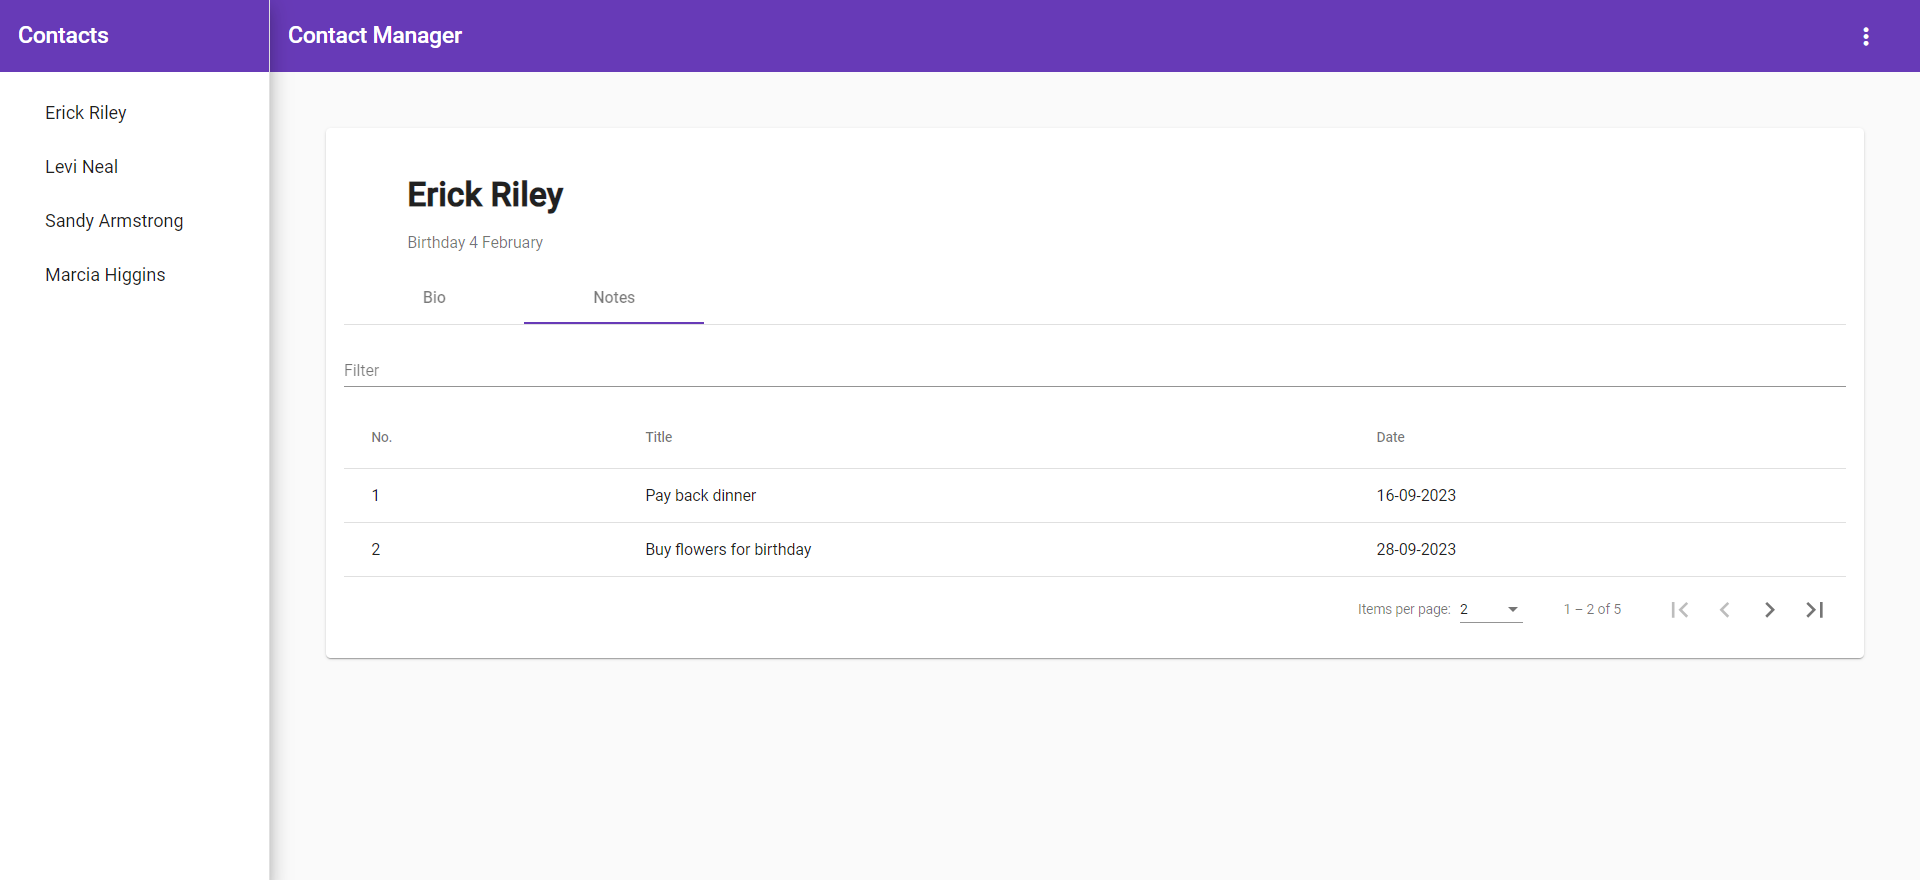 Contacts
Contact Manager
Erick Riley
Levi Neal
Sandy Armstrong
Marcia Higgins
Erick Riley
Birthday 4 February
Bio Notes
Filter
No. Title Date
1 Pay back dinner 16-09-2023
2 Buy flowers for birthday 28-09-2023
Items per page: 2 1 – 2 of 5